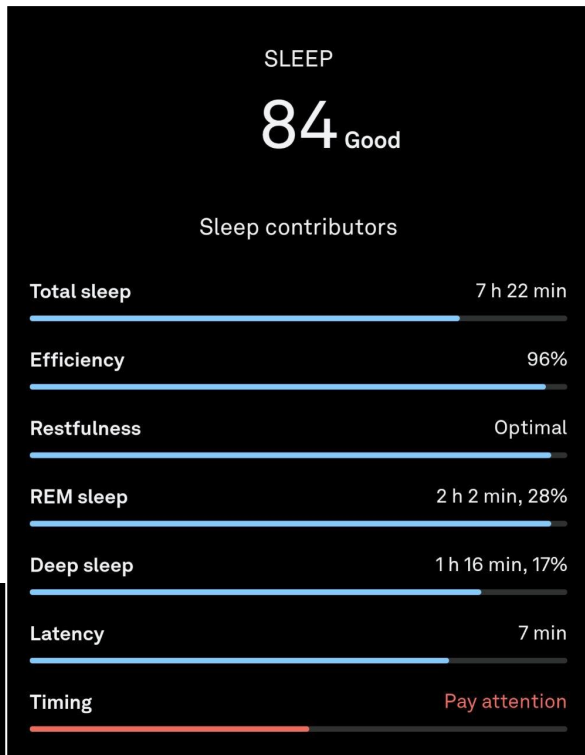 SLEEP
84 Good
Sleep contributors
Total sleep 7 h 22 min
Efficiency 96%
Restfulness Optimal
REM sleep 2 h 2 min, 28%
Deep sleep 1 h 16 min, 17%
Latency 7 min
Timing Pay attention